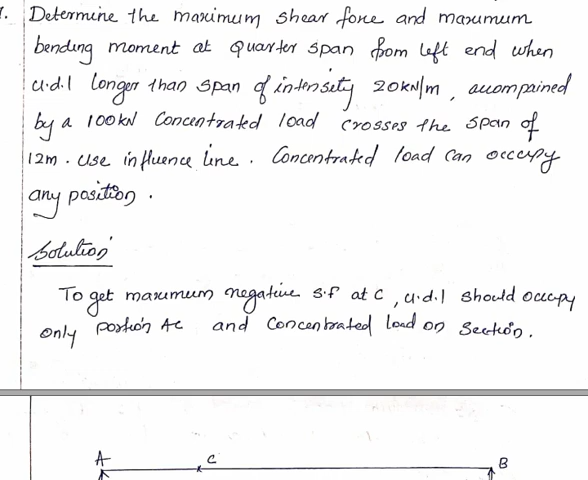 1. Determine the maximum shear force and maximum
bending moment at quarter span from left end when
u.d.l longer than span of intensity 20kN/m, accompained
by a 100kN concentrated load crosses the span of
12m. Use influence line. Concentrated load can occupy
any position.
Solution
To get maximum negative s.f at C, u.d.l should occupy
only portion AC and concentrated load on section.
A C B